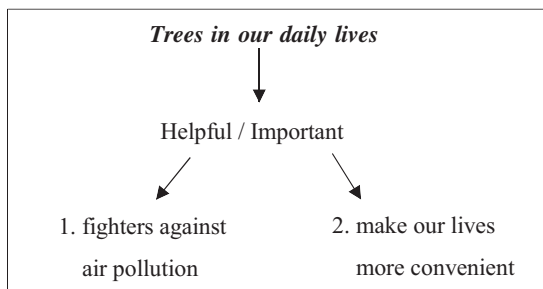 Trees in our daily lives
Helpful / Important
1. fighters against
air pollution
2. make our lives
more convenient